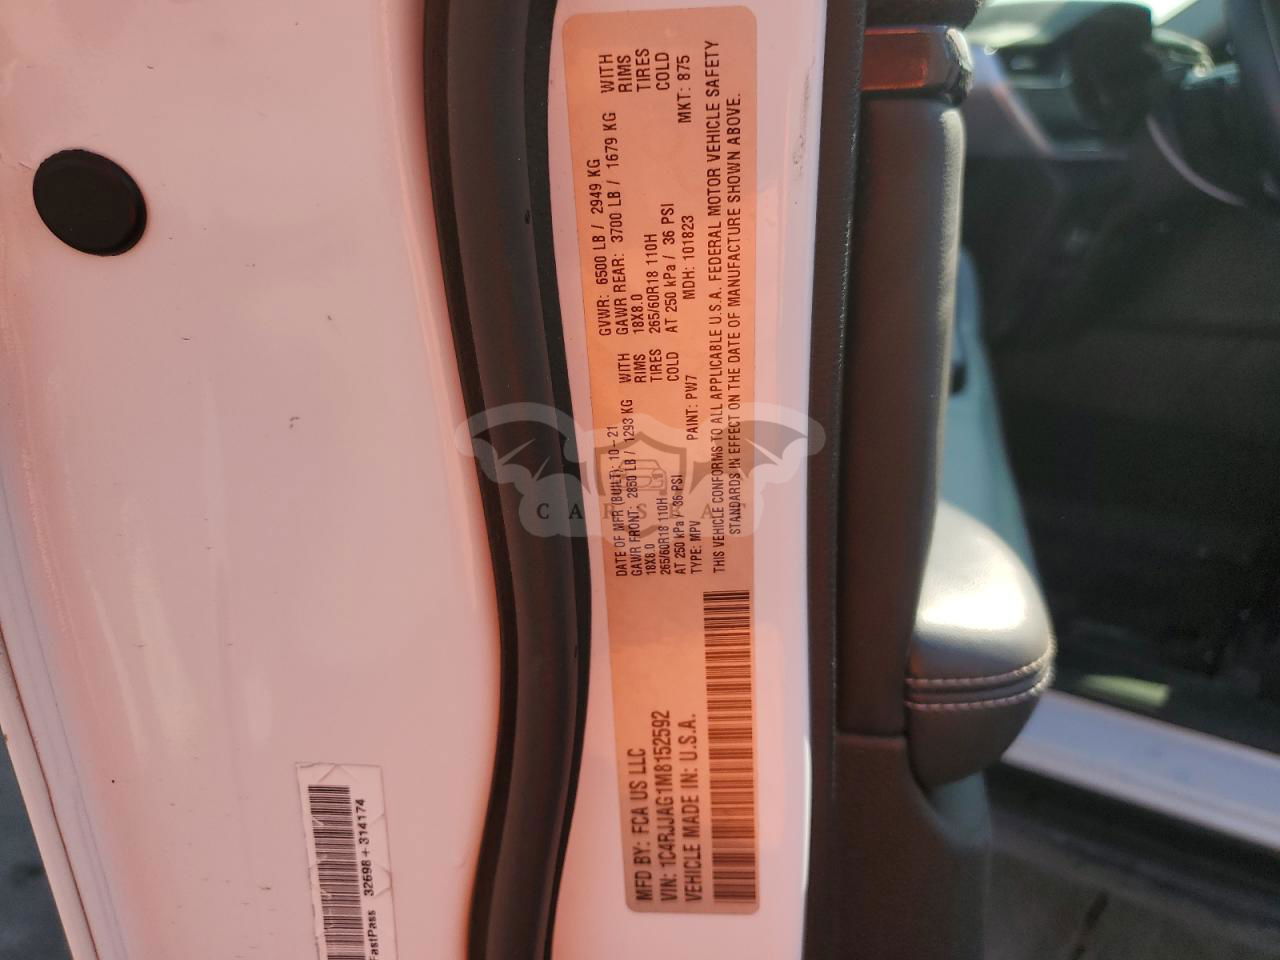 MFD BY: FCA US LLC
DATE OF MFR (BUILT): 10-21
GVWR: 6500 LB / 2949 KG
VIN: 1C4RJJAG1M8152592
GAWR FRONT: 2850 LB / 1293 KG WITH
GAWR REAR: 3700 LB / 1679 KG WITH
18X8.0 RIMS
18X8.0 RIMS
265/60R18 110H TIRES
265/60R18 110H TIRES
AT 250 kPa / 36 PSI COLD
AT 250 kPa / 36 PSI COLD
VEHICLE MADE IN: U.S.A.
TYPE: MPV PAINT: PW7 MDH: 101823 MKT: 875
THIS VEHICLE CONFORMS TO ALL APPLICABLE U.S.A. FEDERAL MOTOR VEHICLE SAFETY
STANDARDS IN EFFECT ON THE DATE OF MANUFACTURE SHOWN ABOVE.
32698+314174
FastPass